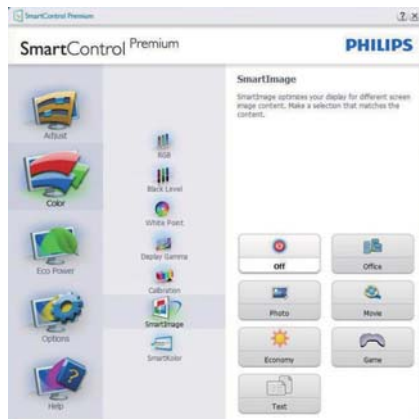 SmartControl Premium
SmartControl Premium
PHILIPS
Adjust
Color
Eco Power
Options
Help
RGB
Black Level
White Point
Display Gamma
Calibration
SmartImage
SmartKolor
SmartImage
SmartImage optimizes your display for different screen
image content. Make a selection that matches the
content.
Off
Office
Photo
Movie
Economy
Game
Text